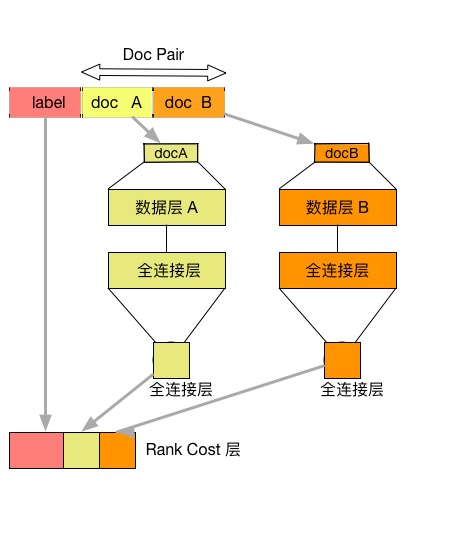 Doc Pair
label doc A doc B
docA docB
数据层 A 数据层 B
全连接层 全连接层
全连接层 全连接层
Rank Cost 层